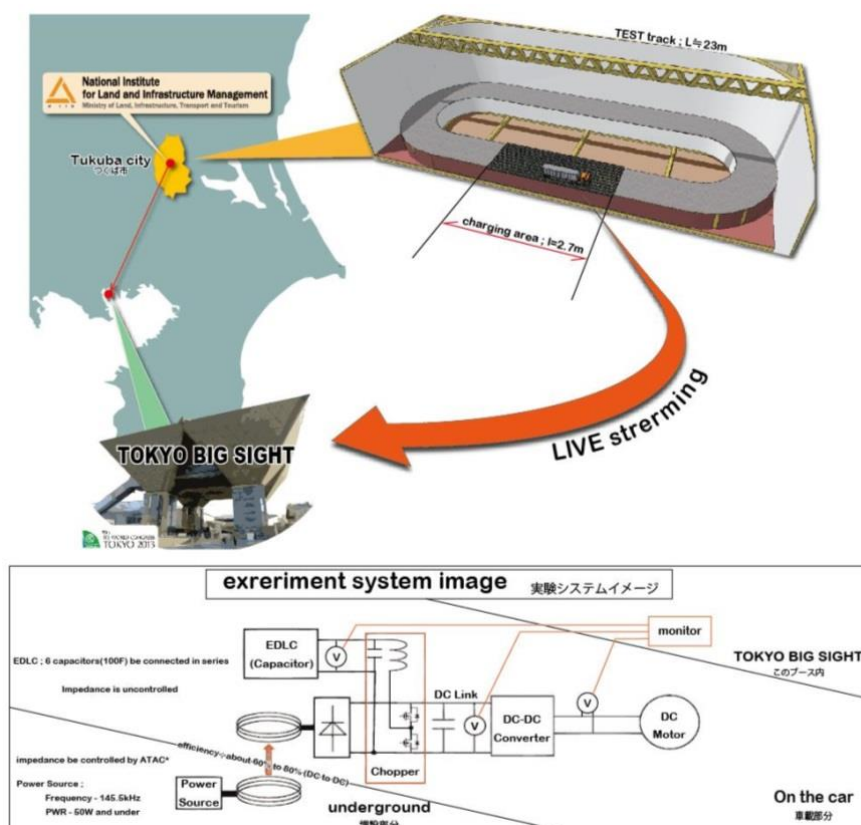 TEST track ; L≒23m
National Institute
for Land and Infrastructure Management
Ministry of Land, Infrastructure, Transport and Tourism
Tukuba city
つくば市
charging area ; l=2.7m
LIVE strerming
TOKYO BIG SIGHT
TOKYO 2013
exreriment system image 実験システムイメージ
EDLC
(Capacitor)
V
monitor
EDLC ; 6 capacitors(100F) be connected in series
Impedance is uncontrolled
TOKYO BIG SIGHT
このブース内
DC Link
V
V
DC-DC
Converter
DC
Motor
Chopper
efficiency ; about 60% to 80% (DC to DC)
impedance be controlled by ATAC*
Power Source ;
Frequency - 145.5kHz
PWR - 50W and under
Power
Source
underground
On the car
車載部分